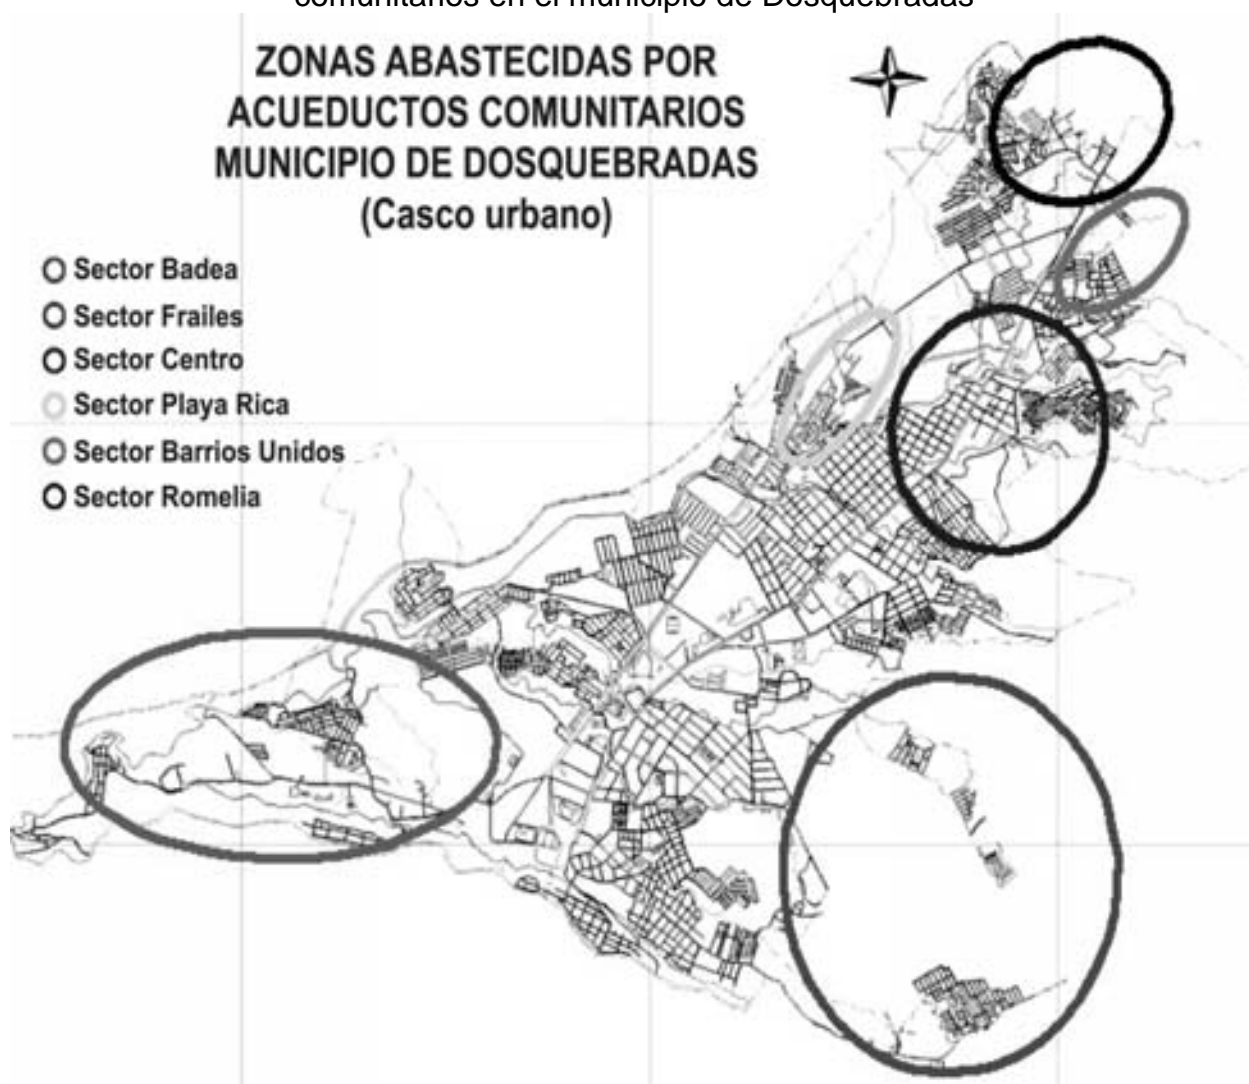 comunitarios en el municipio de Dosquebradas
ZONAS ABASTECIDAS POR
ACUEDUCTOS COMUNITARIOS
MUNICIPIO DE DOSQUEBRADAS
(Casco urbano)
Sector Badea
Sector Frailes
Sector Centro
Sector Playa Rica
Sector Barrios Unidos
Sector Romelia